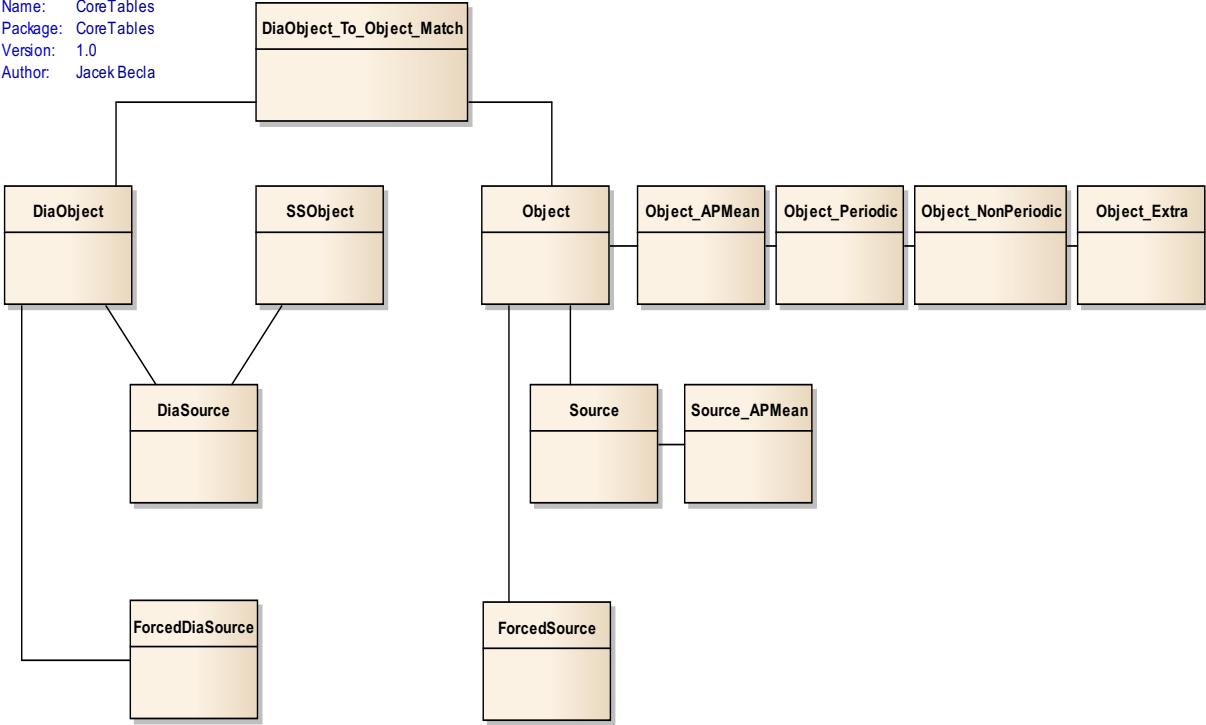 Name: CoreTables
Package: CoreTables
Version: 1.0
Author: Jacek Becla
DiaObject_To_Object_Match
DiaObject
SSObject
Object
Object_APMean
Object_Periodic
Object_NonPeriodic
Object_Extra
DiaSource
Source
Source_APMean
ForcedDiaSource
ForcedSource